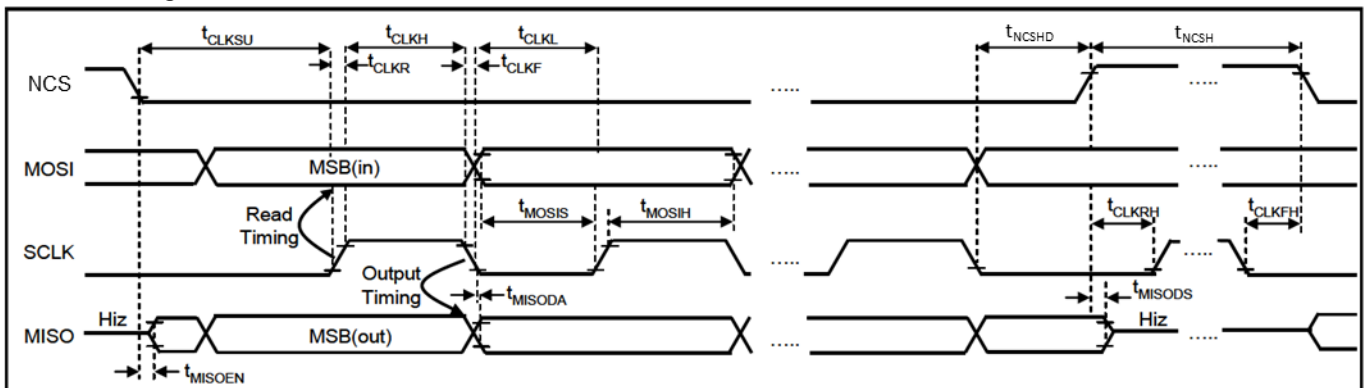 tCLKSU tCLKH tCLKL tNCSHD tNCSH
tCLKR tCLKF
NCS
.....
.....
MOSI
MSB(in)
.....
.....
Read
Timing
tMOSIS tMOSIH
tCLKRH tCLKFH
SCLK
Output
Timing
.....
.....
tMISODA
tMISODS
MISO
Hiz
MSB(out)
.....
Hiz
.....
tMISOEN